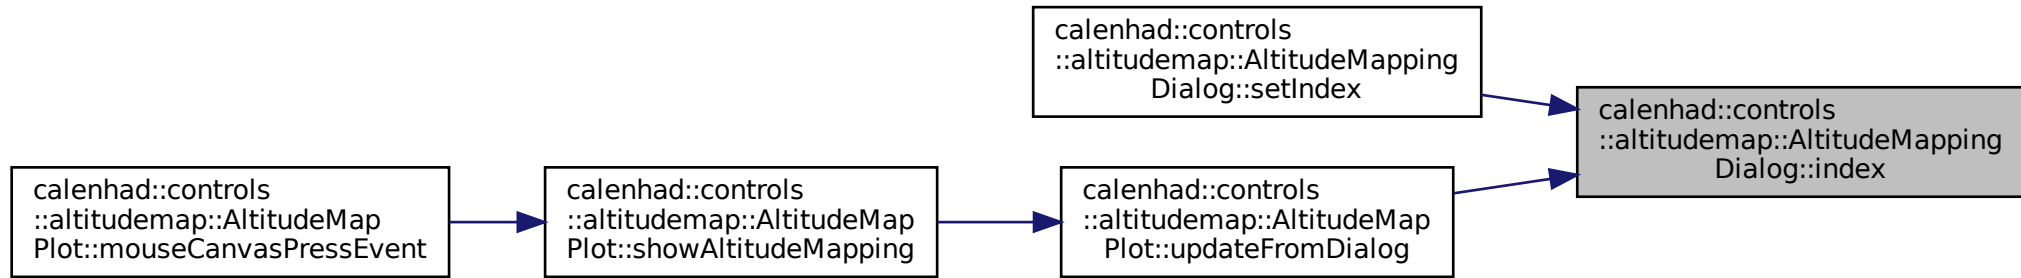 calenhad::controls
::altitudemap::AltitudeMapping
Dialog::setIndex
calenhad::controls
::altitudemap::AltitudeMapping
Dialog::index
calenhad::controls
::altitudemap::AltitudeMap
Plot::mouseCanvasPressEvent
calenhad::controls
::altitudemap::AltitudeMap
Plot::showAltitudeMapping
calenhad::controls
::altitudemap::AltitudeMap
Plot::updateFromDialog